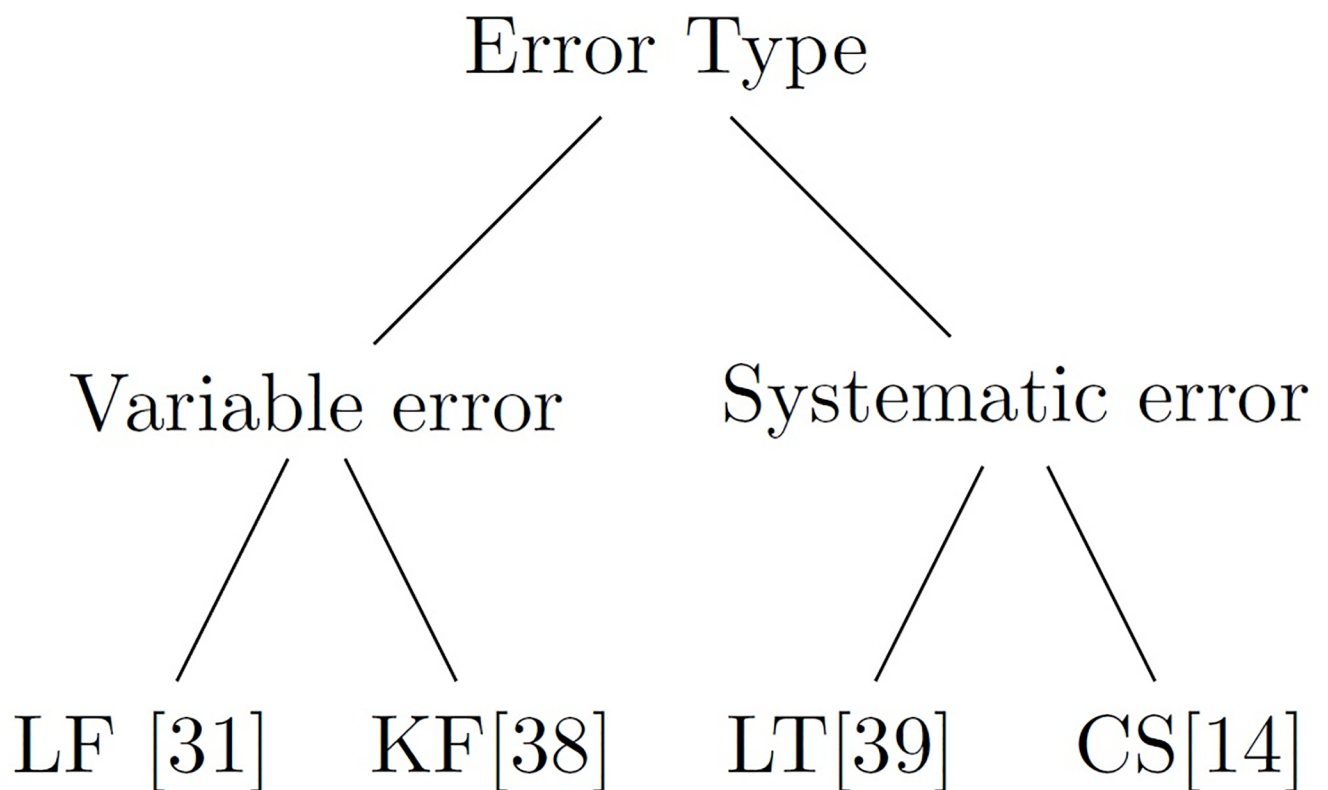 Error Type
Variable error
Systematic error
LF [31]
KF[38]
LT[39]
CS[14]